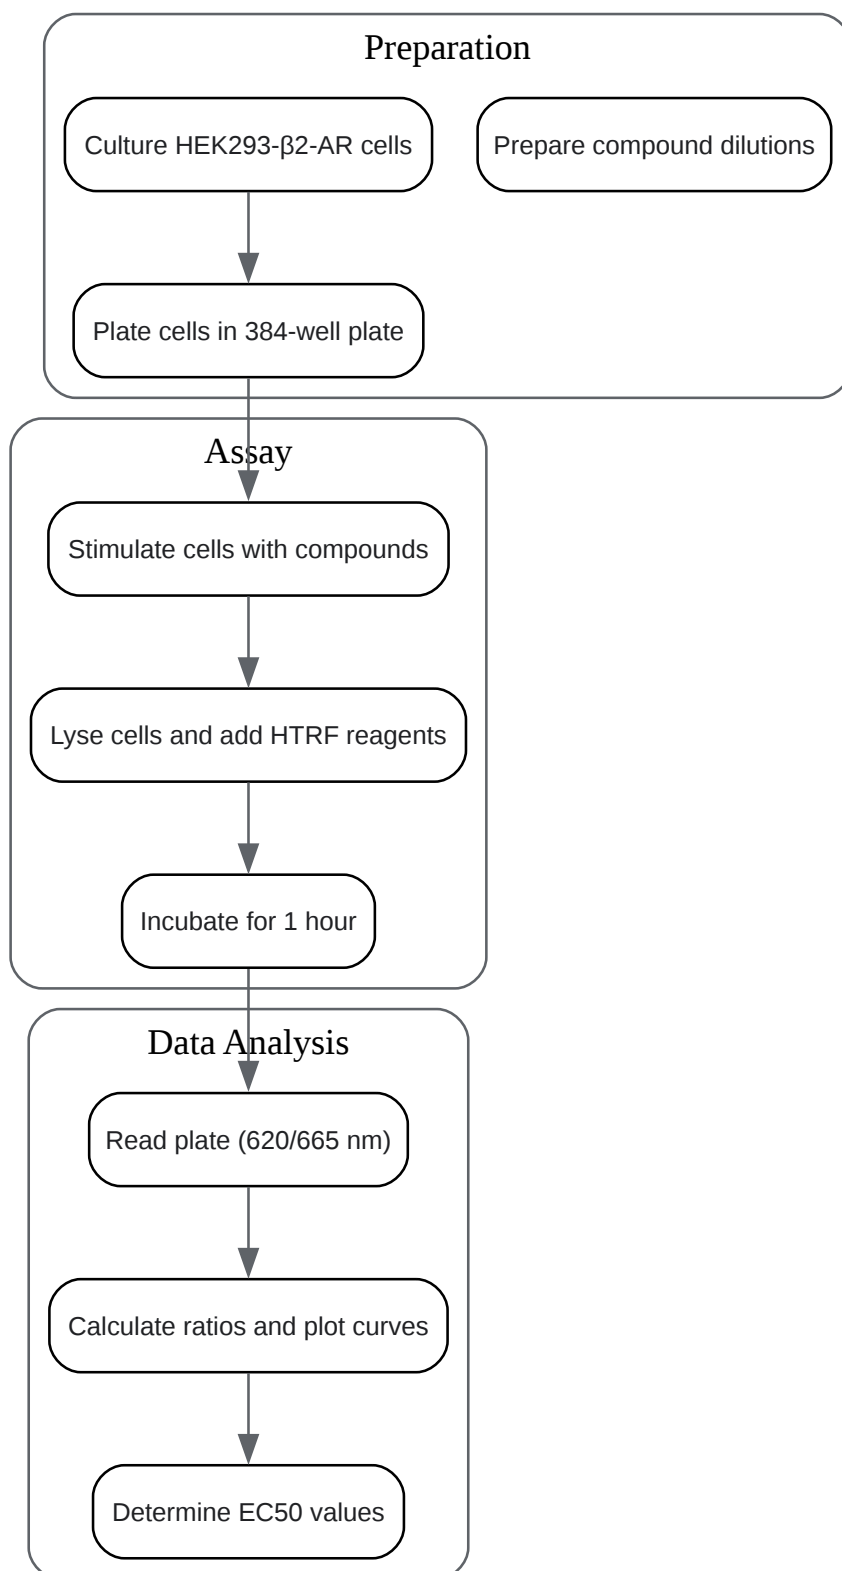 Preparation
Culture HEK293-β2-AR cells
Prepare compound dilutions
Plate cells in 384-well plate
Assay
Stimulate cells with compounds
Lyse cells and add HTRF reagents
Incubate for 1 hour
Data Analysis
Read plate (620/665 nm)
Calculate ratios and plot curves
Determine EC50 values